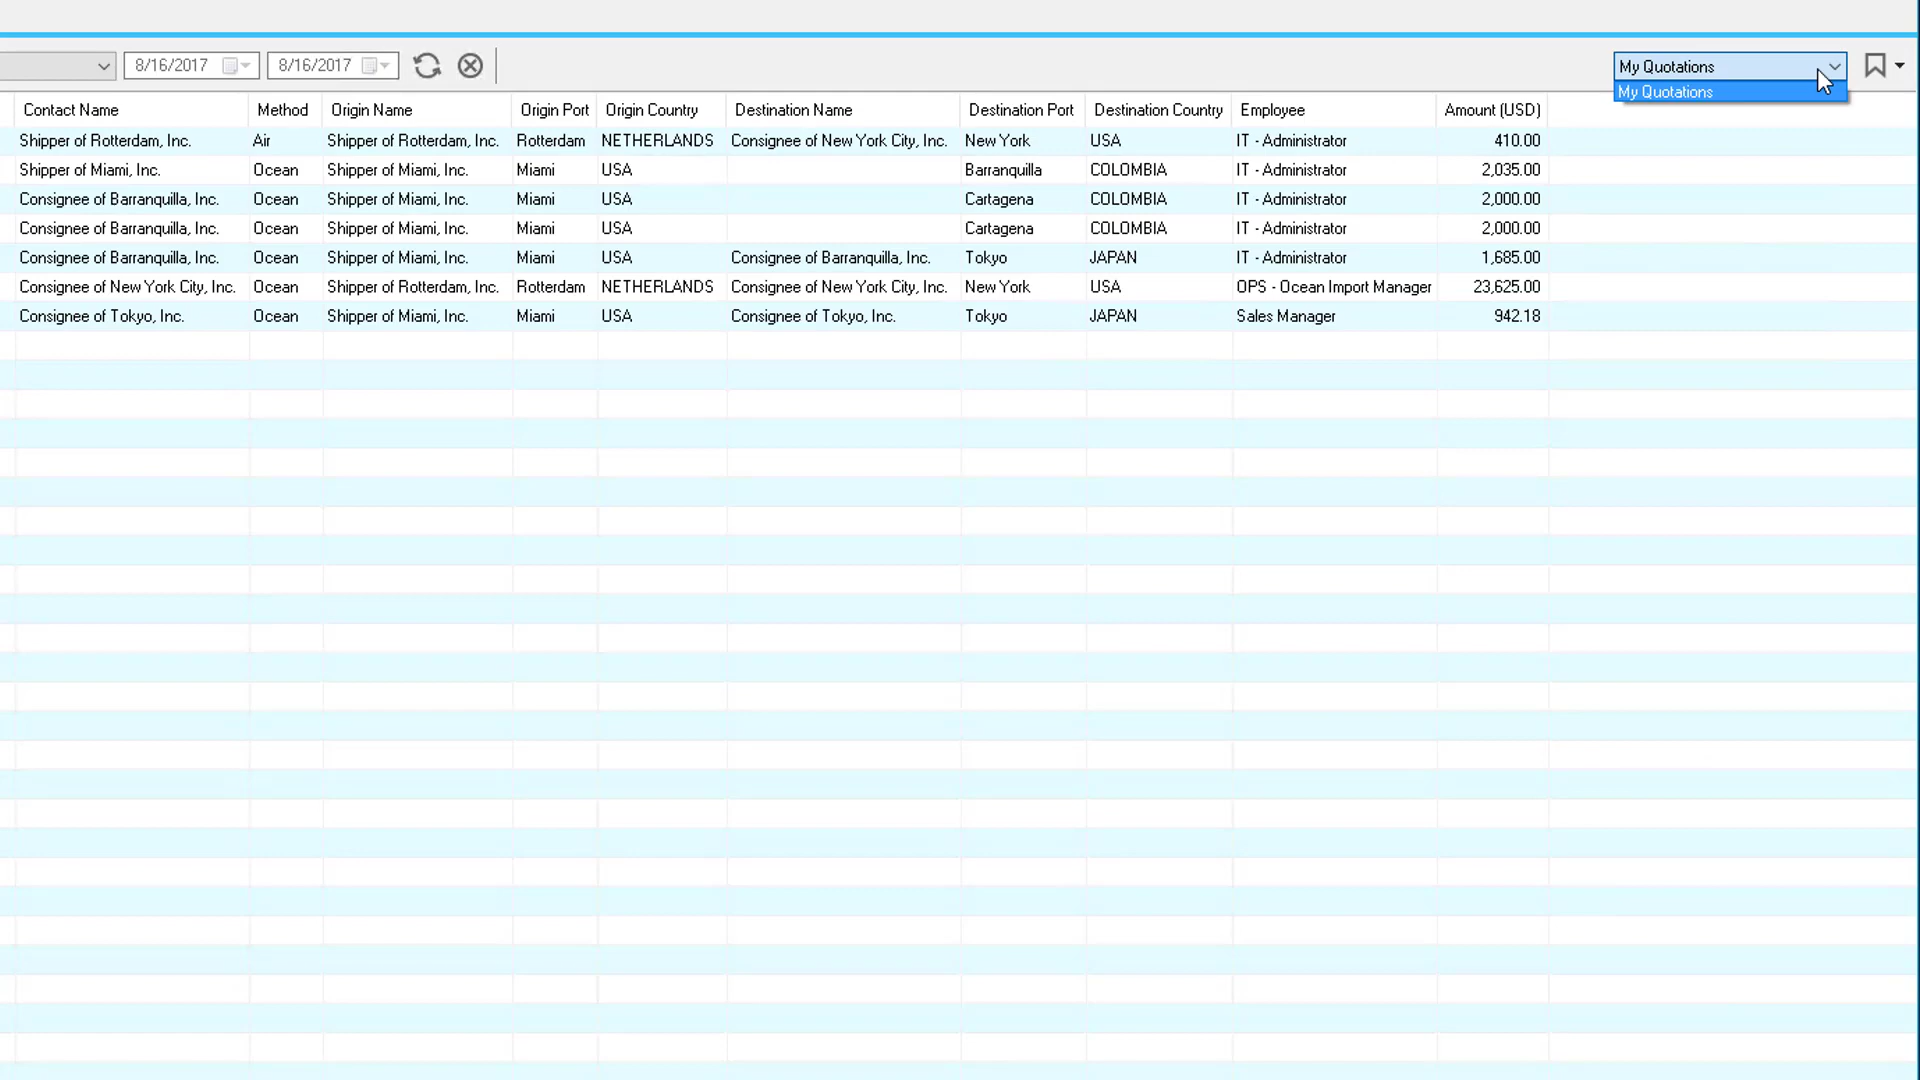 8/16/2017 8/16/2017 My Quotations
My Quotations
Contact Name Method Origin Name Origin Port Origin Country Destination Name Destination Port Destination Country Employee Amount (USD)
Shipper of Rotterdam, Inc. Air Shipper of Rotterdam, Inc. Rotterdam NETHERLANDS Consignee of New York City, Inc. New York USA IT - Administrator 410.00
Shipper of Miami, Inc. Ocean Shipper of Miami, Inc. Miami USA Barranquilla COLOMBIA IT - Administrator 2,035.00
Consignee of Barranquilla, Inc. Ocean Shipper of Miami, Inc. Miami USA Cartagena COLOMBIA IT - Administrator 2,000.00
Consignee of Barranquilla, Inc. Ocean Shipper of Miami, Inc. Miami USA Cartagena COLOMBIA IT - Administrator 2,000.00
Consignee of Barranquilla, Inc. Ocean Shipper of Miami, Inc. Miami USA Consignee of Barranquilla, Inc. Tokyo JAPAN IT - Administrator 1,685.00
Consignee of New York City, Inc. Ocean Shipper of Rotterdam, Inc. Rotterdam NETHERLANDS Consignee of New York City, Inc. New York USA OPS - Ocean Import Manager 23,625.00
Consignee of Tokyo, Inc. Ocean Shipper of Miami, Inc. Miami USA Consignee of Tokyo, Inc. Tokyo JAPAN Sales Manager 942.18